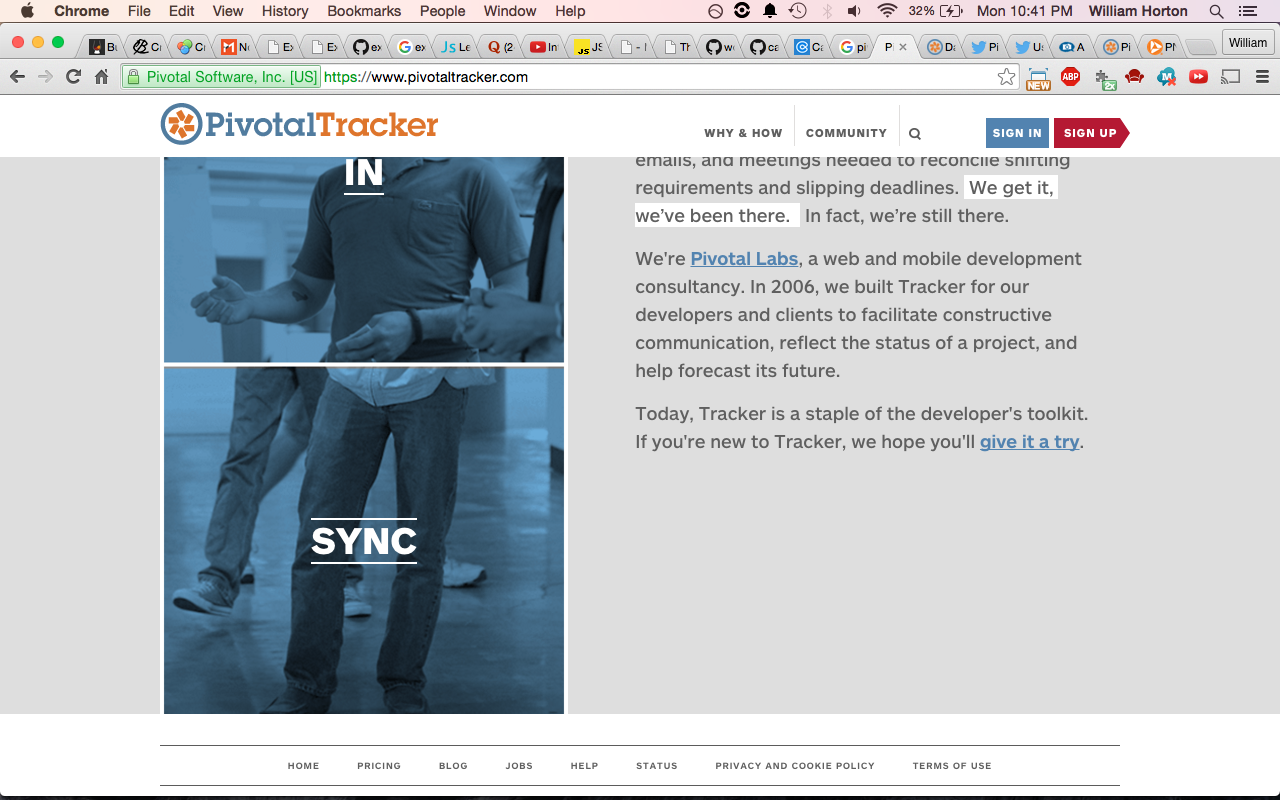 Chrome File Edit View History Bookmarks People Window Help 32% Mon 10:41 PM William Horton
Bu Cr Co No Ex Ex ex ex Le (2 In JS - I Th we ca Ca pi Pi Da Pi Us A Pi Ph William
Pivotal Software, Inc. [US] https://www.pivotaltracker.com NEW ABP 2x
PivotalTracker WHY & HOW COMMUNITY SIGN IN SIGN UP
IN
emails, and meetings needed to reconcile shifting
requirements and slipping deadlines. We get it,
we’ve been there. In fact, we’re still there.
We're Pivotal Labs, a web and mobile development
consultancy. In 2006, we built Tracker for our
developers and clients to facilitate constructive
communication, reflect the status of a project, and
help forecast its future.
Today, Tracker is a staple of the developer's toolkit.
If you're new to Tracker, we hope you'll give it a try.
SYNC
HOME PRICING BLOG JOBS HELP STATUS PRIVACY AND COOKIE POLICY TERMS OF USE